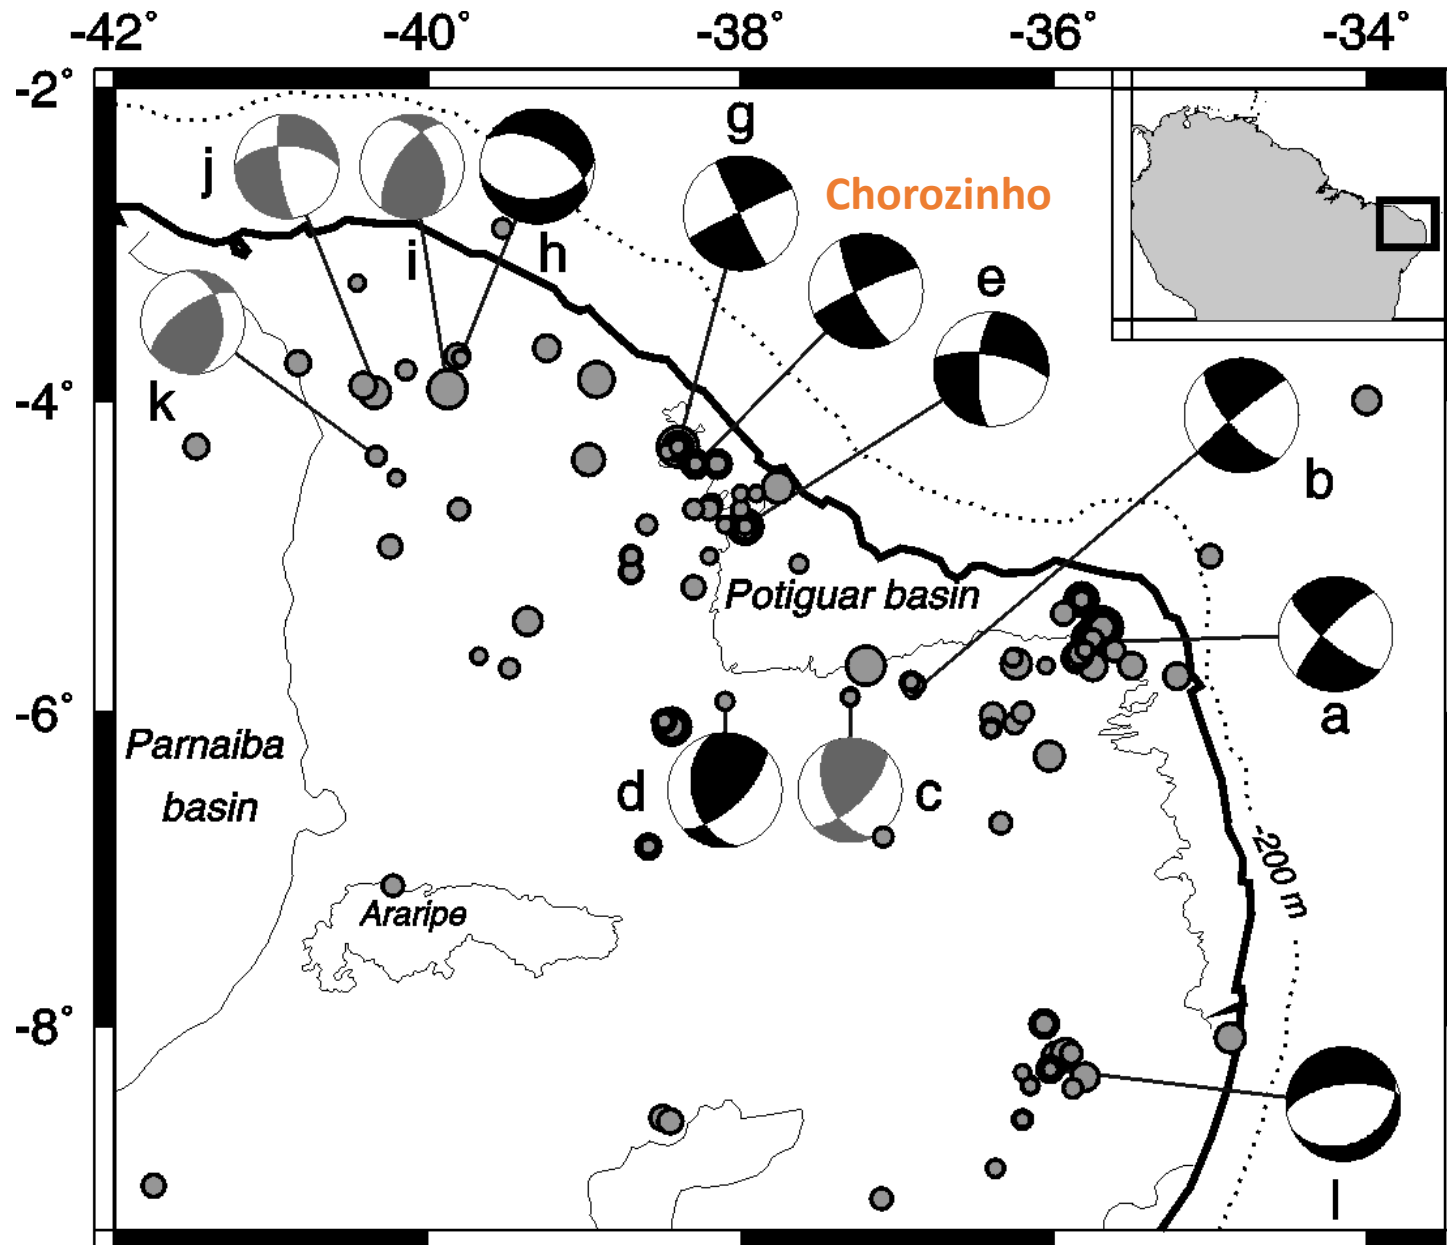 -42° -40° -38° -36° -34°
-2°
g
j
Chorozinho
i
h
e
k
-4°
b
Potiguar basin
-6°
a
Parnaiba
basin
d
c
-200 m
Araripe
-8°
l